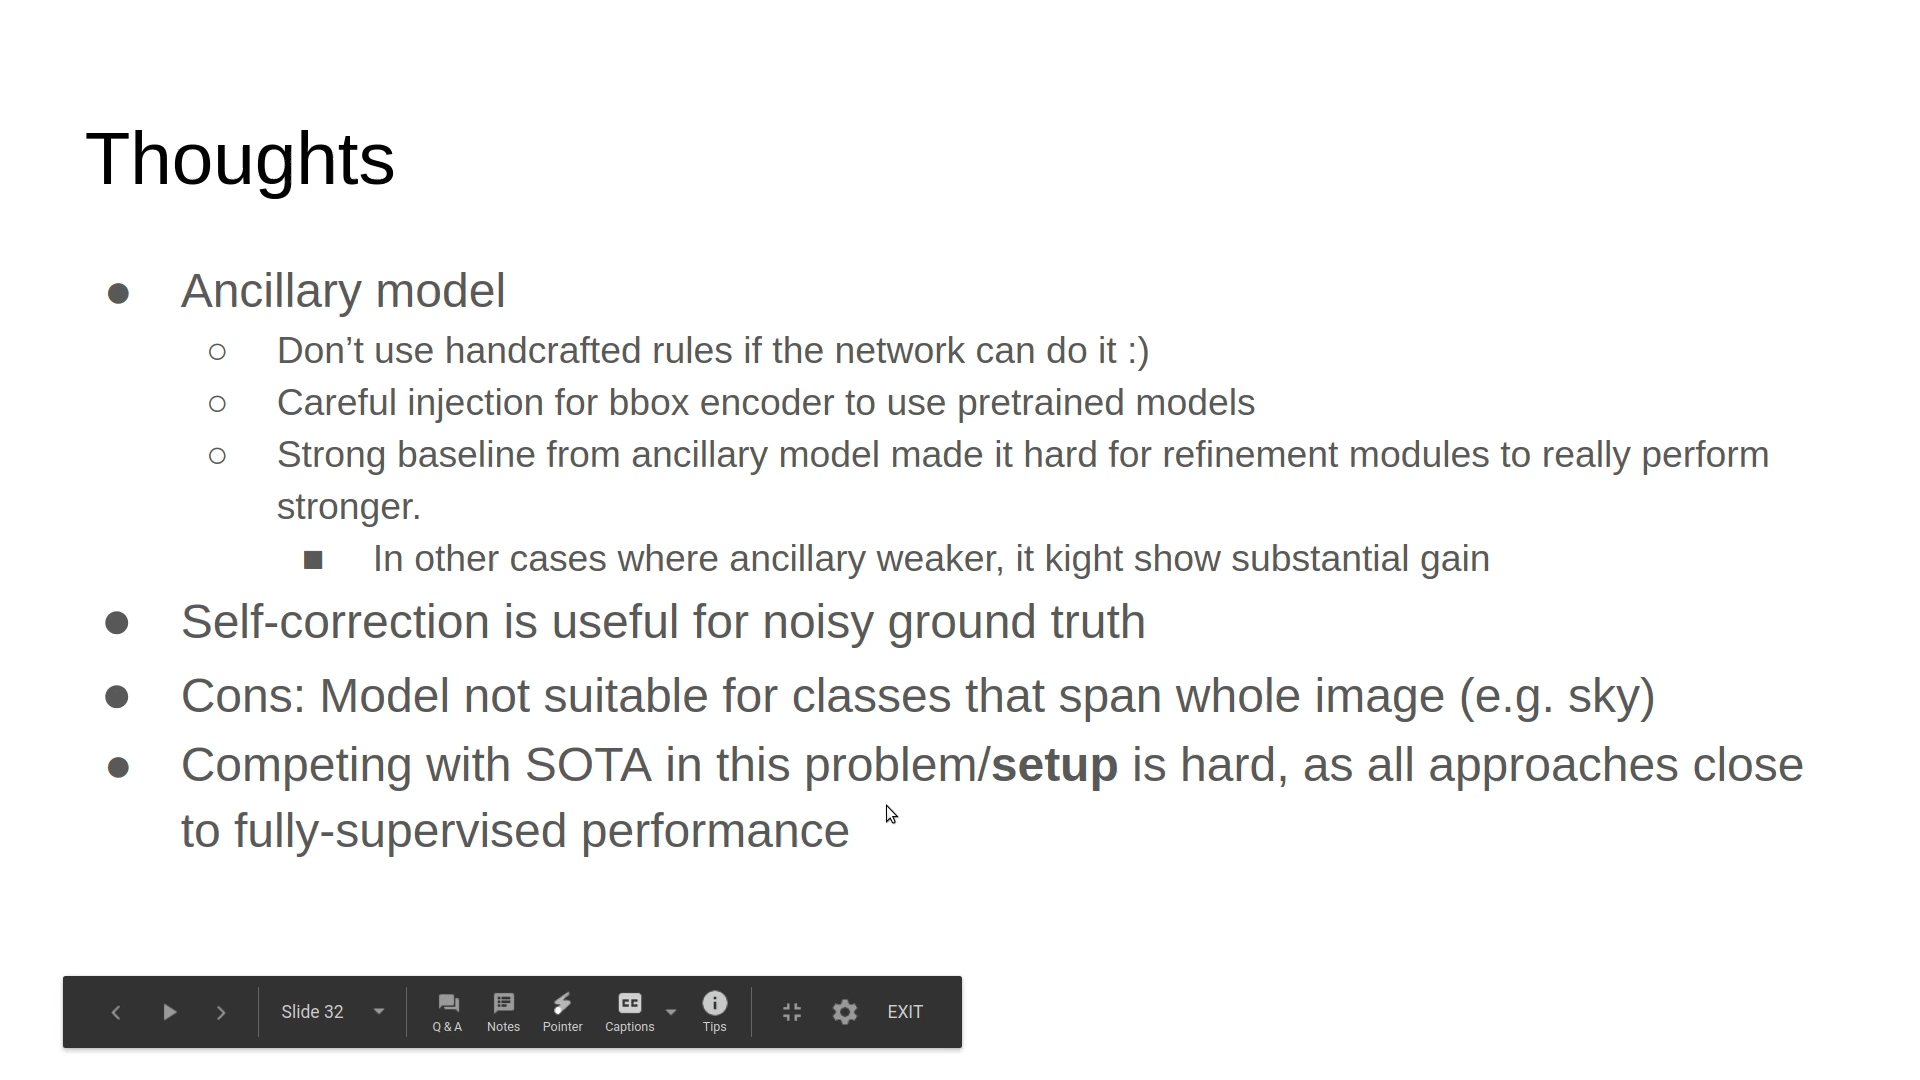 Thoughts
● Ancillary model
○ Don’t use handcrafted rules if the network can do it :)
○ Careful injection for bbox encoder to use pretrained models
○ Strong baseline from ancillary model made it hard for refinement modules to really perform
stronger.
■ In other cases where ancillary weaker, it kight show substantial gain
● Self-correction is useful for noisy ground truth
● Cons: Model not suitable for classes that span whole image (e.g. sky)
● Competing with SOTA in this problem/setup is hard, as all approaches close
to fully-supervised performance
Slide 32 Q & A Notes Pointer CC Captions Tips EXIT